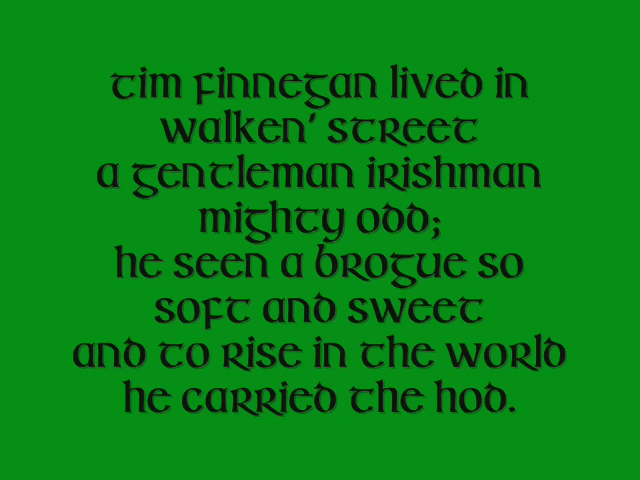 Tim Finnegan lived in
Walken' Street
a gentleman Irishman
mighty odd;
he seen a brogue so
soft and sweet
and to rise in the world
he carried the hod.